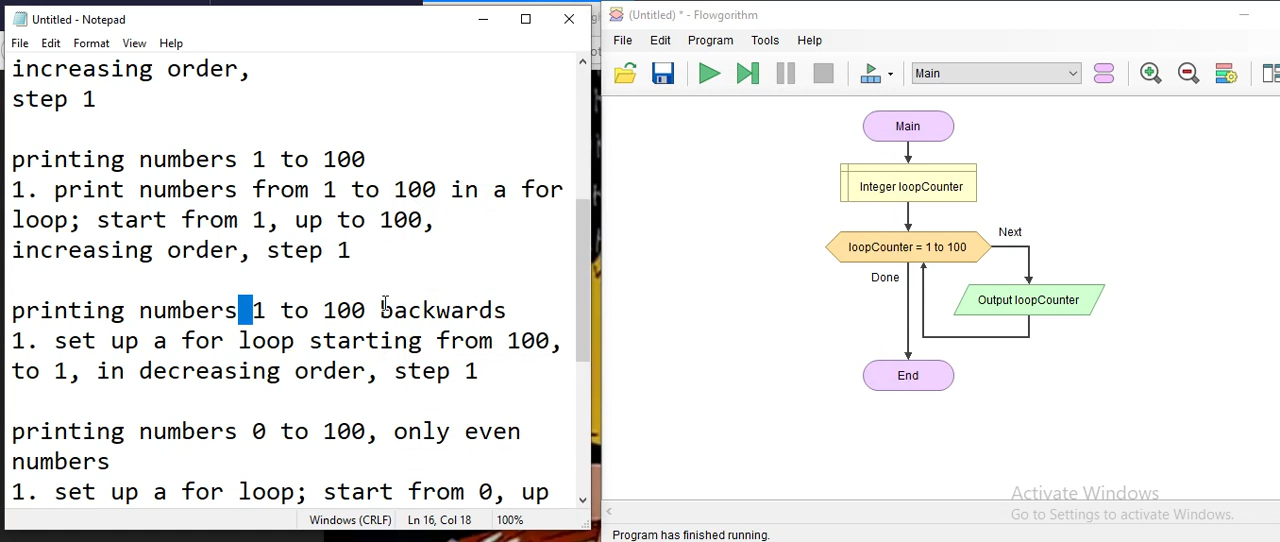 Untitled - Notepad
File Edit Format View Help
increasing order,
step 1
printing numbers 1 to 100
1. print numbers from 1 to 100 in a for
loop; start from 1, up to 100,
increasing order, step 1
printing numbers 1 to 100 backwards
1. set up a for loop starting from 100,
to 1, in decreasing order, step 1
printing numbers 0 to 100, only even
numbers
1. set up a for loop; start from 0, up
Windows (CRLF) Ln 16, Col 18 100%
(Untitled) * - Flowgorithm
File Edit Program Tools Help
Main
Main
Integer loopCounter
loopCounter = 1 to 100
Next
Done
Output loopCounter
End
Activate Windows
Go to Settings to activate Windows.
Program has finished running.